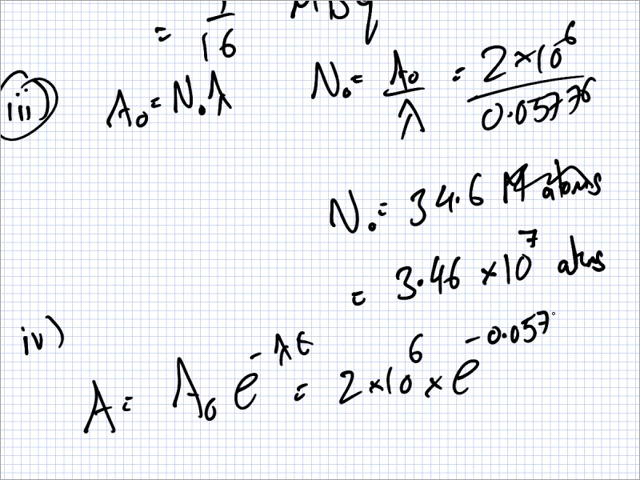 = 1/16 MBq
iii) A₀ = N₀λ N₀ = A₀/λ = 2×10⁶/0.05776
N₀ = 34.6 M atoms
= 3.46 ×10⁷ atoms
iv)
A = A₀ e^-λt = 2×10⁶ × e^-0.057